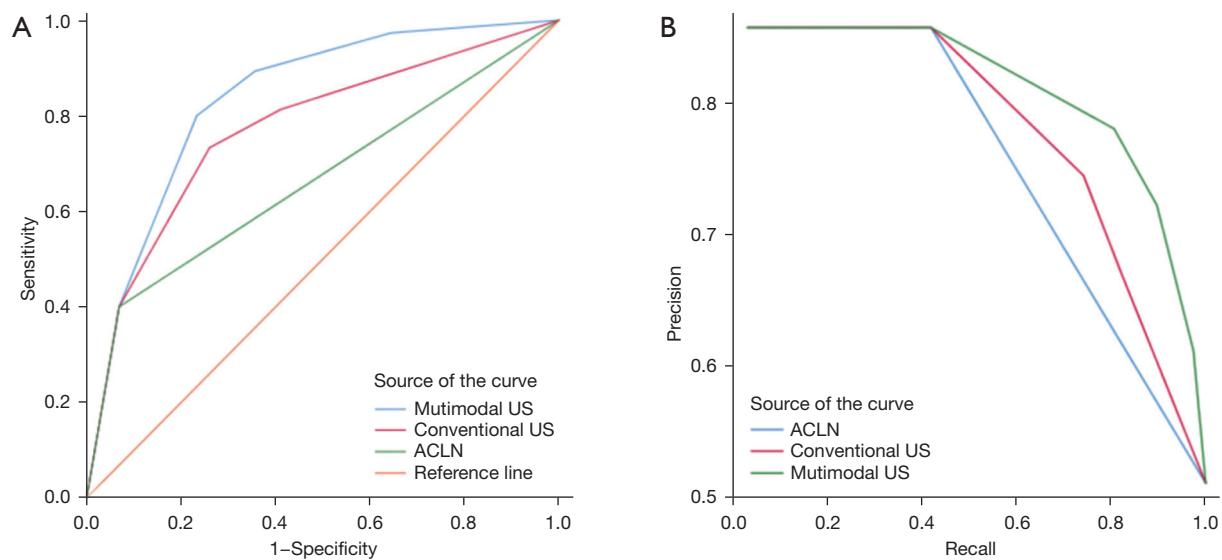 A
1.0
0.8
0.6
0.4
0.2
0.0
Sensitivity
0.0 0.2 0.4 0.6 0.8 1.0
1–Specificity
Source of the curve
Mutimodal US
Conventional US
ACLN
Reference line
B
0.8
0.7
0.6
0.5
Precision
0.0 0.2 0.4 0.6 0.8 1.0
Recall
Source of the curve
ACLN
Conventional US
Mutimodal US